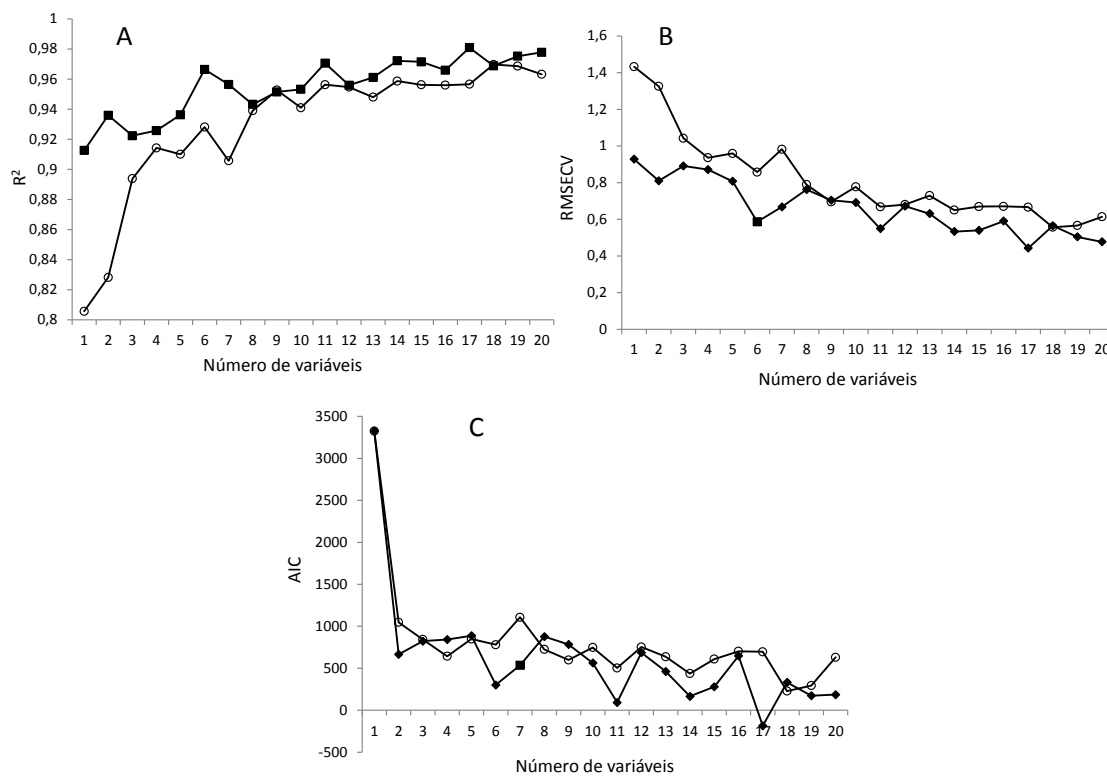 A
R²
1
0,98
0,96
0,94
0,92
0,9
0,88
0,86
0,84
0,82
0,8
1 2 3 4 5 6 7 8 9 10 11 12 13 14 15 16 17 18 19 20
Número de variáveis
B
RMSECV
1,6
1,4
1,2
1
0,8
0,6
0,4
0,2
0
1 2 3 4 5 6 7 8 9 10 11 12 13 14 15 16 17 18 19 20
Número de variáveis
C
AIC
3500
3000
2500
2000
1500
1000
500
0
-500
1 2 3 4 5 6 7 8 9 10 11 12 13 14 15 16 17 18 19 20
Número de variáveis